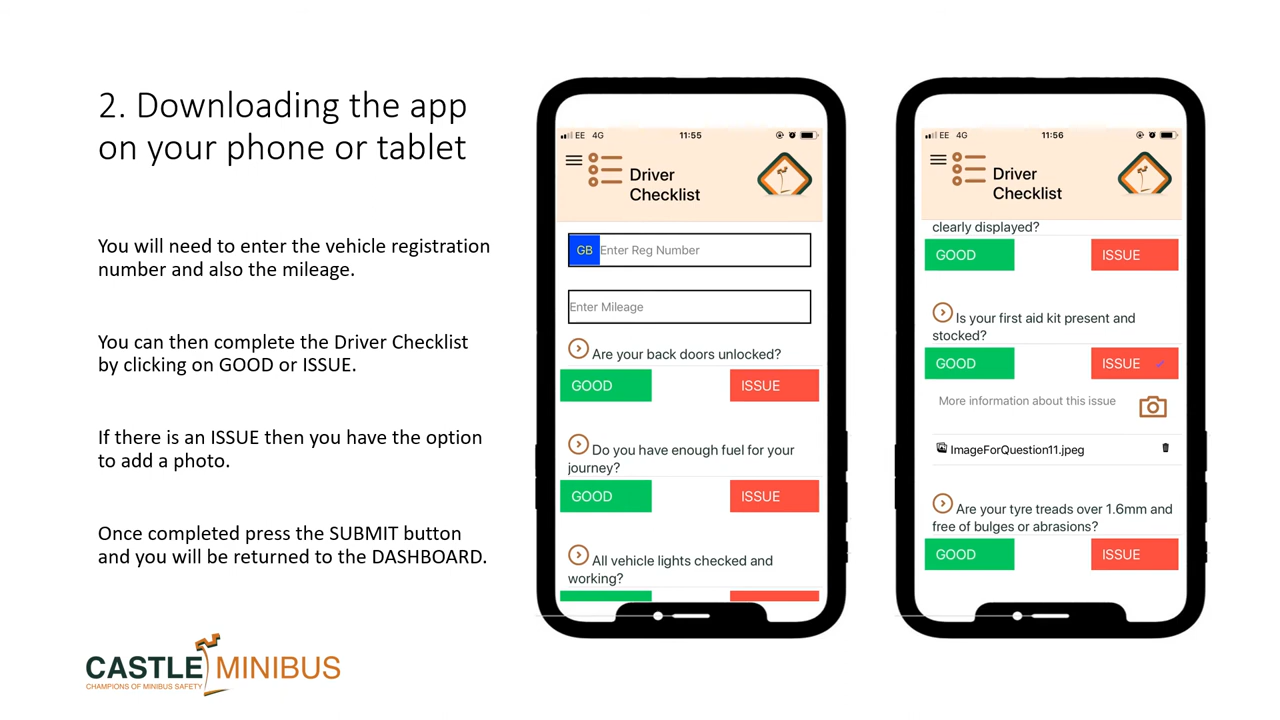 2. Downloading the app
on your phone or tablet
You will need to enter the vehicle registration
number and also the mileage.
You can then complete the Driver Checklist
by clicking on GOOD or ISSUE.
If there is an ISSUE then you have the option
to add a photo.
Once completed press the SUBMIT button
and you will be returned to the DASHBOARD.
CASTLE MINIBUS
CHAMPIONS OF MINIBUS SAFETY
EE 4G 11:55
Driver
Checklist
GB Enter Reg Number
Enter Mileage
Are your back doors unlocked?
GOOD ISSUE
Do you have enough fuel for your
journey?
GOOD ISSUE
All vehicle lights checked and
working?
EE 4G 11:56
Driver
Checklist
clearly displayed?
GOOD ISSUE
Is your first aid kit present and
stocked?
GOOD ISSUE
More information about this issue
ImageForQuestion11.jpeg
Are your tyre treads over 1.6mm and
free of bulges or abrasions?
GOOD ISSUE